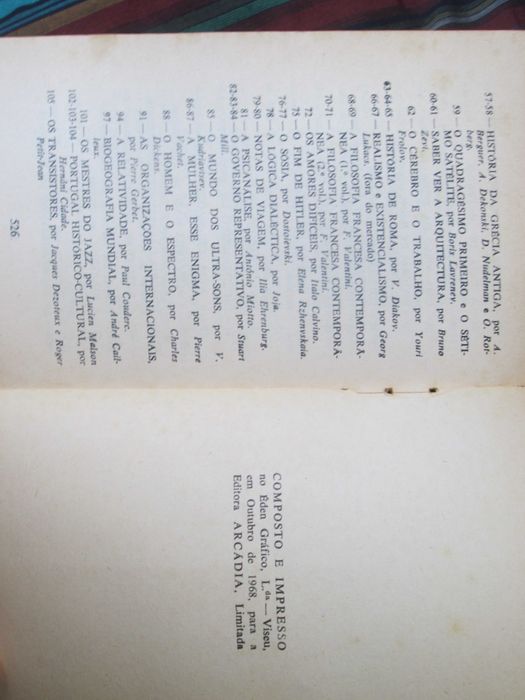 57-58 — HISTÓRIA DA GRÉCIA ANTIGA, por A.
Berguer, A. Dekonski, D. Nudelman e O. Rot-
berg.
59 — O QUADRAGÉSIMO PRIMEIRO e O SÉTI-
MO SATÉLITE, por Boris Lavrenev.
60-61 — SABER VER A ARQUITECTURA, por Bruno
Zevi.
62 — O CÉREBRO E O TRABALHO, por Youri
Frolov.
63-64-65 — HISTÓRIA DE ROMA, por V. Diakov.
66-67 — REALISMO e EXISTENCIALISMO, por Georg
Lukacs. (fora do mercado)
68-69 — A FILOSOFIA FRANCESA CONTEMPORÂ-
NEA (1.º vol.), por F. Valentini.
70-71 — A FILOSOFIA FRANCESA CONTEMPORÂ-
NEA (2.º vol.), por F. Valentini.
72 — OS AMORES DIFÍCEIS, por Italo Calvino.
75 — O FIM DE HITLER, por Elena Rzhenvskaia.
76-77 — O SÓSIA, por Dostoievski.
78 — A LÓGICA DIALÉCTICA, por Joja.
79-80 — NOTAS DE VIAGEM, por Ilia Ehrenburg.
81 — A PSICANÁLISE, por António Miotto.
82-83-84 — O GOVERNO REPRESENTATIVO, por Stuart
Mill.
85 — O MUNDO DOS ULTRA-SONS, por V.
Kudriavtsev.
86-87 — A MULHER, ESSE ENIGMA, por Pierre
Vachet.
88 — O HOMEM E O ESPECTRO, por Charles
Dickens.
91 — AS ORGANIZAÇÕES INTERNACIONAIS,
por Pierre Gerbet.
94 — A RELATIVIDADE, por Paul Couderc.
97 — BIOGEOGRAFIA MUNDIAL, por André Cail-
leux.
101 — OS MESTRES DO JAZZ, por Lucien Malson
102-103-104 — PORTUGAL HISTÓRICO-CULTURAL, por
Hernâni Cidade.
105 — OS TRANSISTORES, por Jacques Dezoteux e Roger
Petit-Jean
526
COMPOSTO E IMPRESSO
no Éden Gráfico, L.da — Viseu,
em Outubro de 1968, para a
Editora ARCÁDIA, Limitada